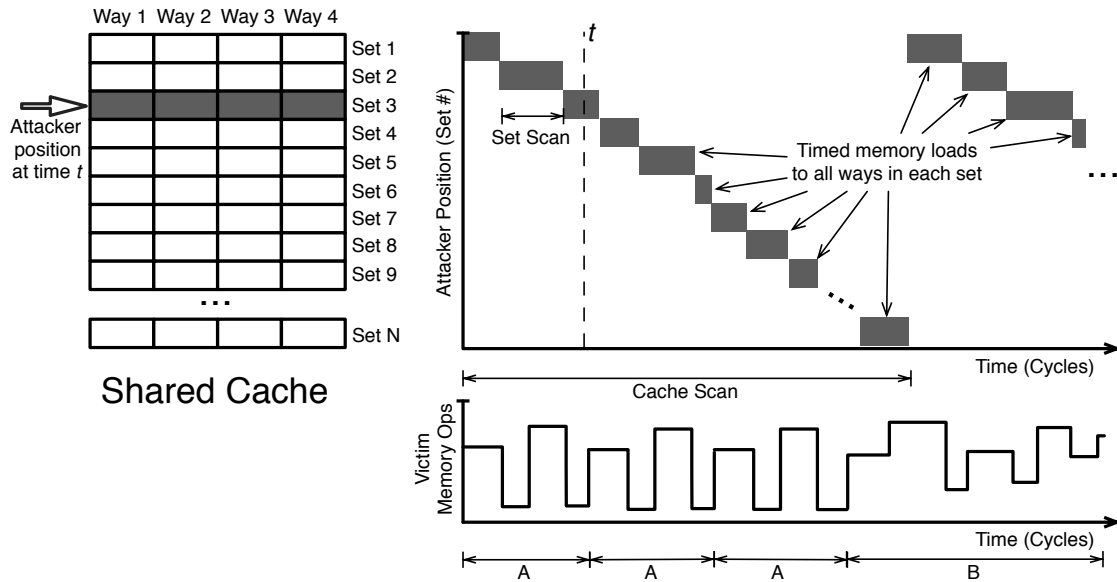 Way 1 Way 2 Way 3 Way 4
Set 1
Set 2
Set 3
Set 4
Set 5
Set 6
Set 7
Set 8
Set 9
...
Set N
Attacker
position
at time t
Shared Cache
Attacker Position (Set #)
t
Set Scan
Timed memory loads
to all ways in each set
...
...
Time (Cycles)
Cache Scan
Victim
Memory Ops
Time (Cycles)
A A A B